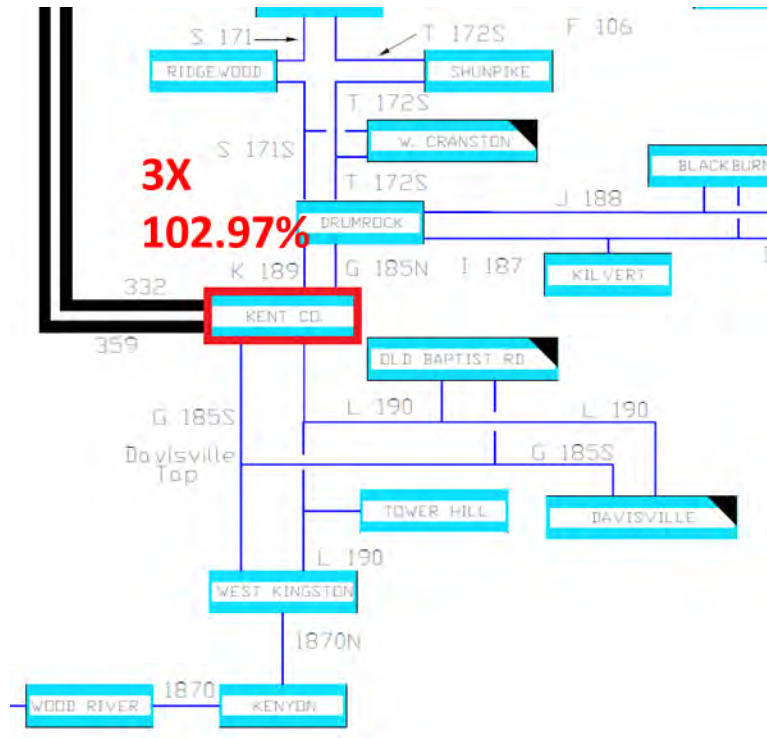 S 171
T 172S
F 106
RIDGEWOOD
SHUNPIKE
T 172S
S 171S
W. CRANSTON
3X
T 172S
BLACKBURN
J 188
102.97%
DRUMROCK
K 189
G 185N
I 187
KILVERT
332
KENT CO.
359
OLD BAPTIST RD
L 190
L 190
G 185S
Davisville
Tap
G 185S
TOWER HILL
DAVISVILLE
L 190
WEST KINGSTON
1870N
1870
WOOD RIVER
KENYON